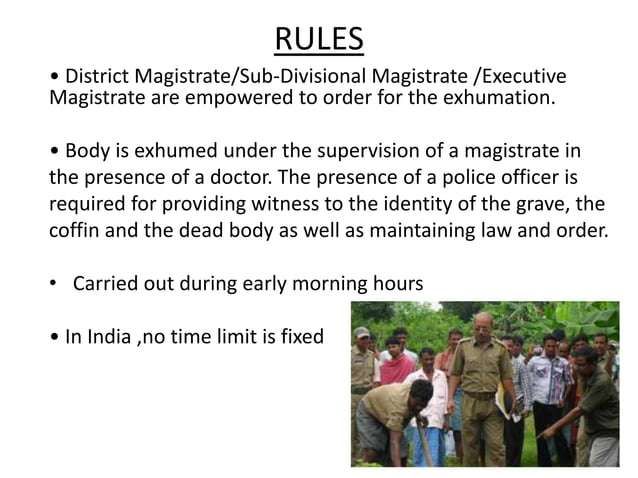 RULES
• District Magistrate/Sub-Divisional Magistrate /Executive
Magistrate are empowered to order for the exhumation.
• Body is exhumed under the supervision of a magistrate in
the presence of a doctor. The presence of a police officer is
required for providing witness to the identity of the grave, the
coffin and the dead body as well as maintaining law and order.
• Carried out during early morning hours
• In India ,no time limit is fixed